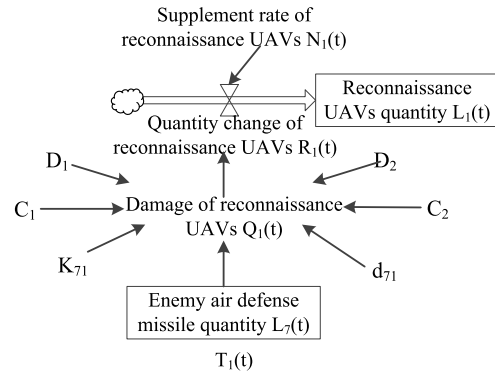 Supplement rate of
reconnaissance UAVs N₁(t)
Reconnaissance
UAVs quantity L₁(t)
Quantity change of
reconnaissance UAVs R₁(t)
D₁
D₂
C₁
Damage of reconnaissance
UAVs Q₁(t)
C₂
K₇₁
d₇₁
Enemy air defense
missile quantity L₇(t)
T₁(t)